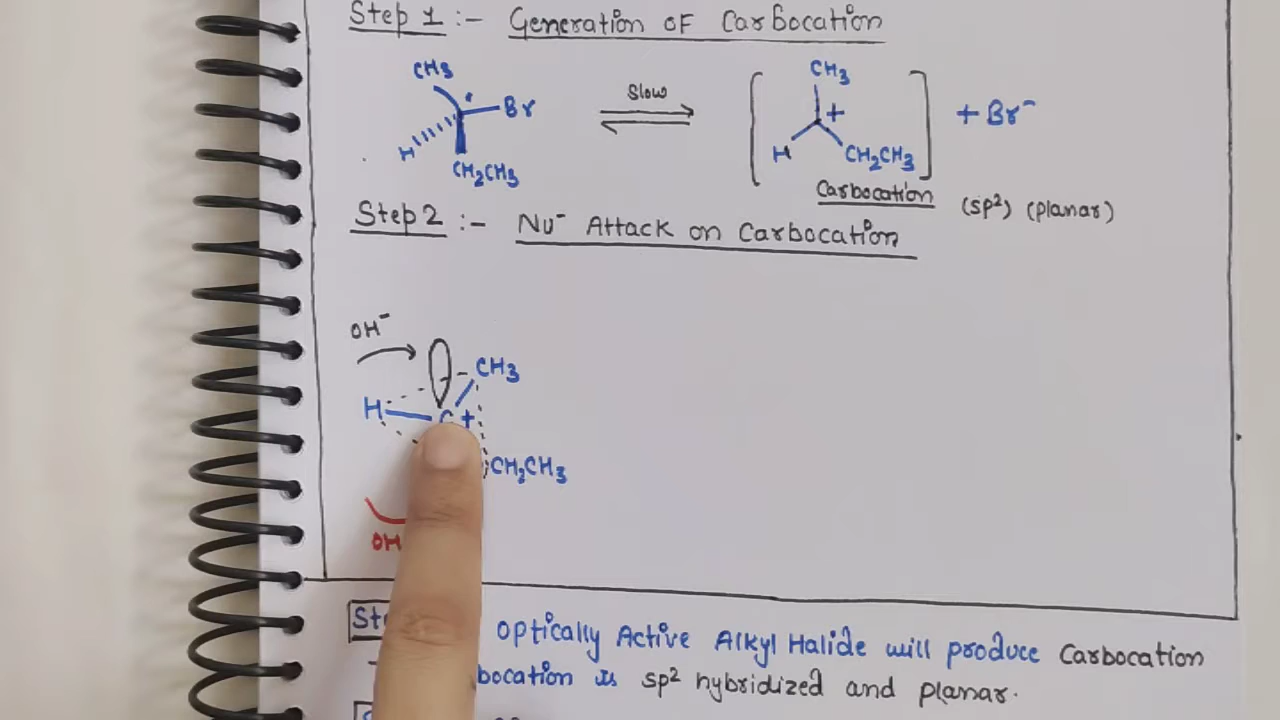 Step 1 :- Generation of Carbocation
CH3
Br
H
CH2CH3
Slow
CH3
+
H
CH2CH3
+ Br⁻
Carbocation (sp²) (planar)
Step 2 :- Nu⁻ Attack on Carbocation
OH⁻
CH3
H C +
CH2CH3
OH
optically Active Alkyl Halide will produce Carbocation
is sp² hybridized and planar.